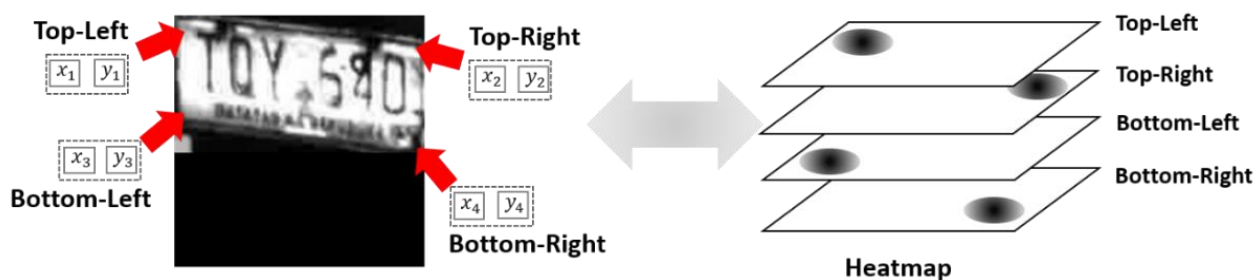 Top-Left
x₁ y₁
Top-Right
x₂ y₂
x₃ y₃
Bottom-Left
x₄ y₄
Bottom-Right
TQY 690
Top-Left
Top-Right
Bottom-Left
Bottom-Right
Heatmap